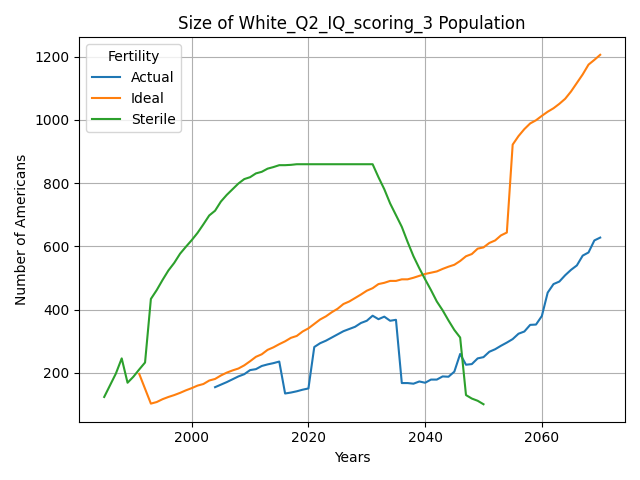 Size of White_Q2_IQ_scoring_3 Population
Fertility
Actual
Ideal
Sterile
Number of Americans
1200
1000
800
600
400
200
2000
2020
2040
2060
Years